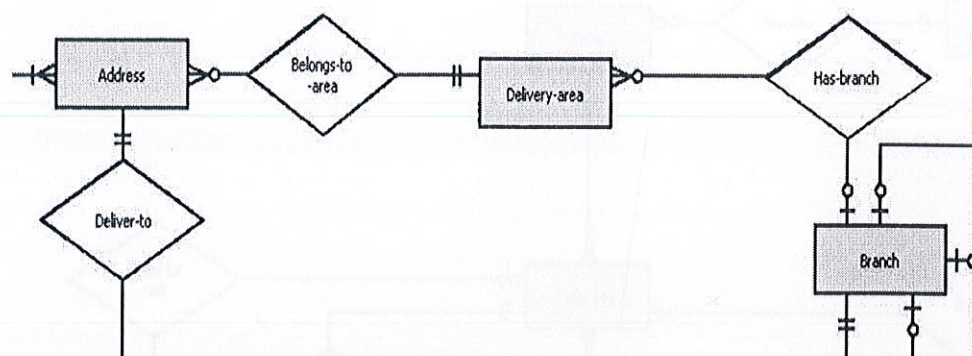 Address
Belongs-to
-area
Delivery-area
Has-branch
Deliver-to
Branch